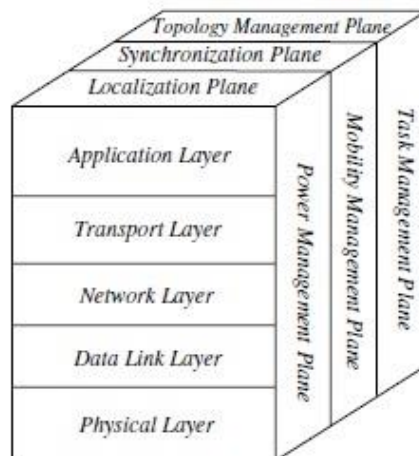 Topology Management Plane
Synchronization Plane
Localization Plane
Application Layer
Transport Layer
Network Layer
Data Link Layer
Physical Layer
Power Management Plane
Mobility Management Plane
Task Management Plane